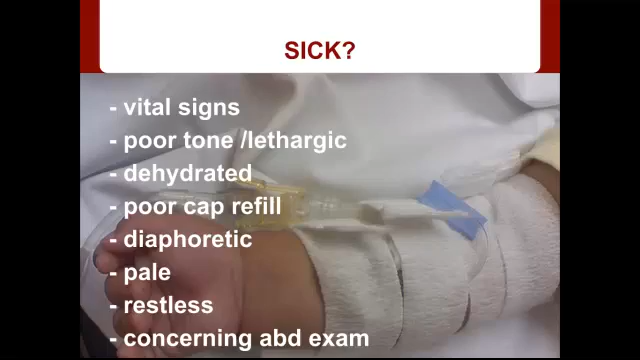 SICK?
- vital signs
- poor tone /lethargic
- dehydrated
- poor cap refill
- diaphoretic
- pale
- restless
- concerning abd exam